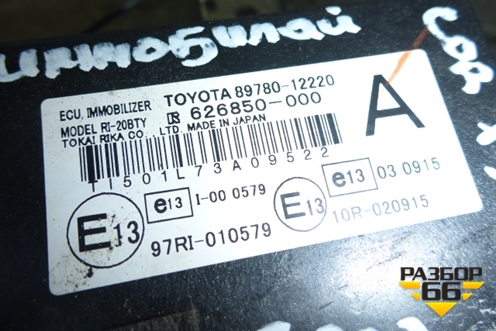 иммобилай
ECU, IMMOBILIZER TOYOTA 89780-12220
MODEL RI-20BTY R 626850-000
TOKAI RIKA CO., LTD. MADE IN JAPAN
A
TI501L73A09522
E13 e13 I-00 0579
97RI-010579
E13 e13 03 0915
10R-020915
РАЗБОР
66